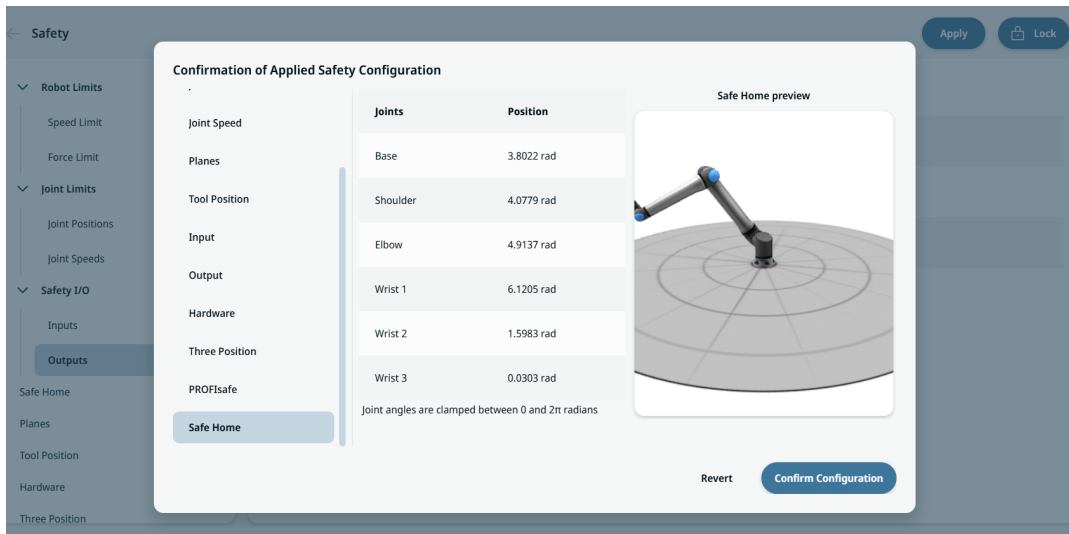 Safety
Apply
Lock
Robot Limits
Speed Limit
Force Limit
Joint Limits
Joint Positions
Joint Speeds
Safety I/O
Inputs
Outputs
Safe Home
Planes
Tool Position
Hardware
Three Position
Confirmation of Applied Safety Configuration
Joint Speed
Planes
Tool Position
Input
Output
Hardware
Three Position
PROFIsafe
Safe Home
Joints Position
Base 3.8022 rad
Shoulder 4.0779 rad
Elbow 4.9137 rad
Wrist 1 6.1205 rad
Wrist 2 1.5983 rad
Wrist 3 0.0303 rad
Joint angles are clamped between 0 and 2π radians
Safe Home preview
Revert
Confirm Configuration